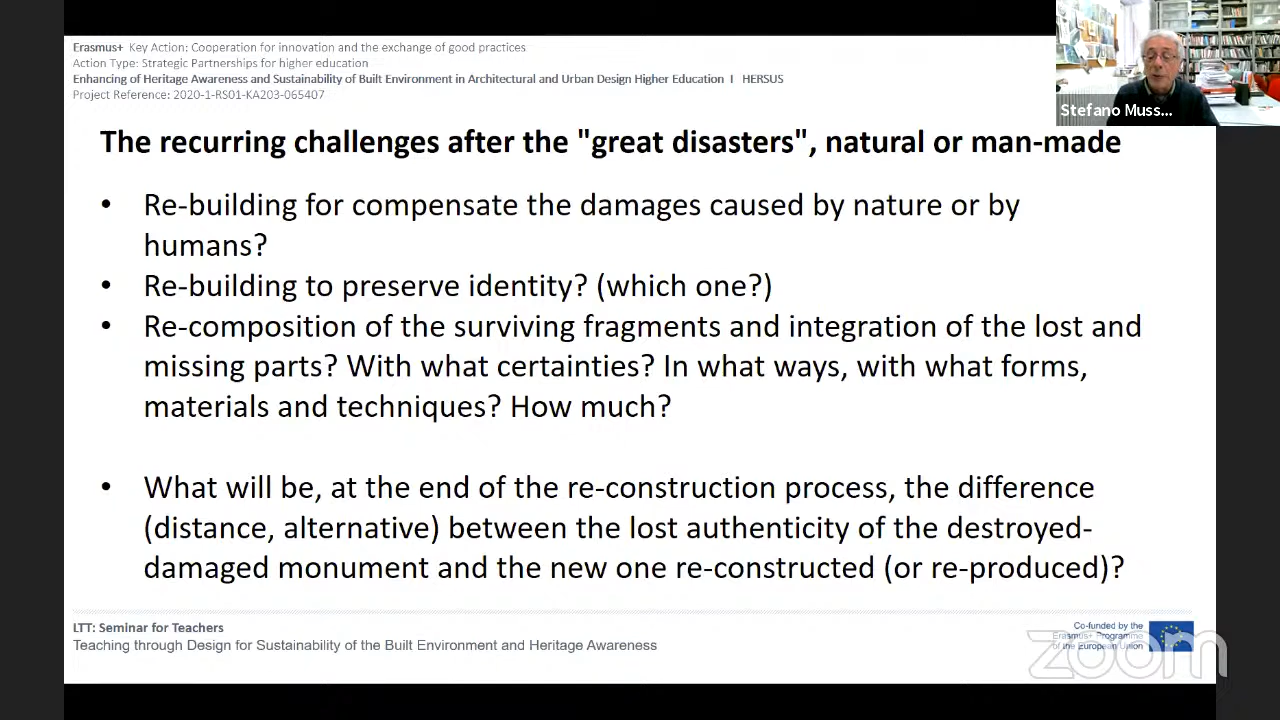 Erasmus+ Key Action: Cooperation for innovation and the exchange of good practices
Action Type: Strategic Partnerships for higher education
Enhancing of Heritage Awareness and Sustainability of Built Environment in Architectural and Urban Design Higher Education I HERSUS
Project Reference: 2020-1-RS01-KA203-065407
Stefano Muss...
The recurring challenges after the "great disasters", natural or man-made
• Re-building for compensate the damages caused by nature or by
humans?
• Re-building to preserve identity? (which one?)
• Re-composition of the surviving fragments and integration of the lost and
missing parts? With what certainties? In what ways, with what forms,
materials and techniques? How much?
• What will be, at the end of the re-construction process, the difference
(distance, alternative) between the lost authenticity of the destroyed-
damaged monument and the new one re-constructed (or re-produced)?
LTT: Seminar for Teachers
Teaching through Design for Sustainability of the Built Environment and Heritage Awareness
Co-funded by the
Erasmus+ Programme
of the European Union
zoom